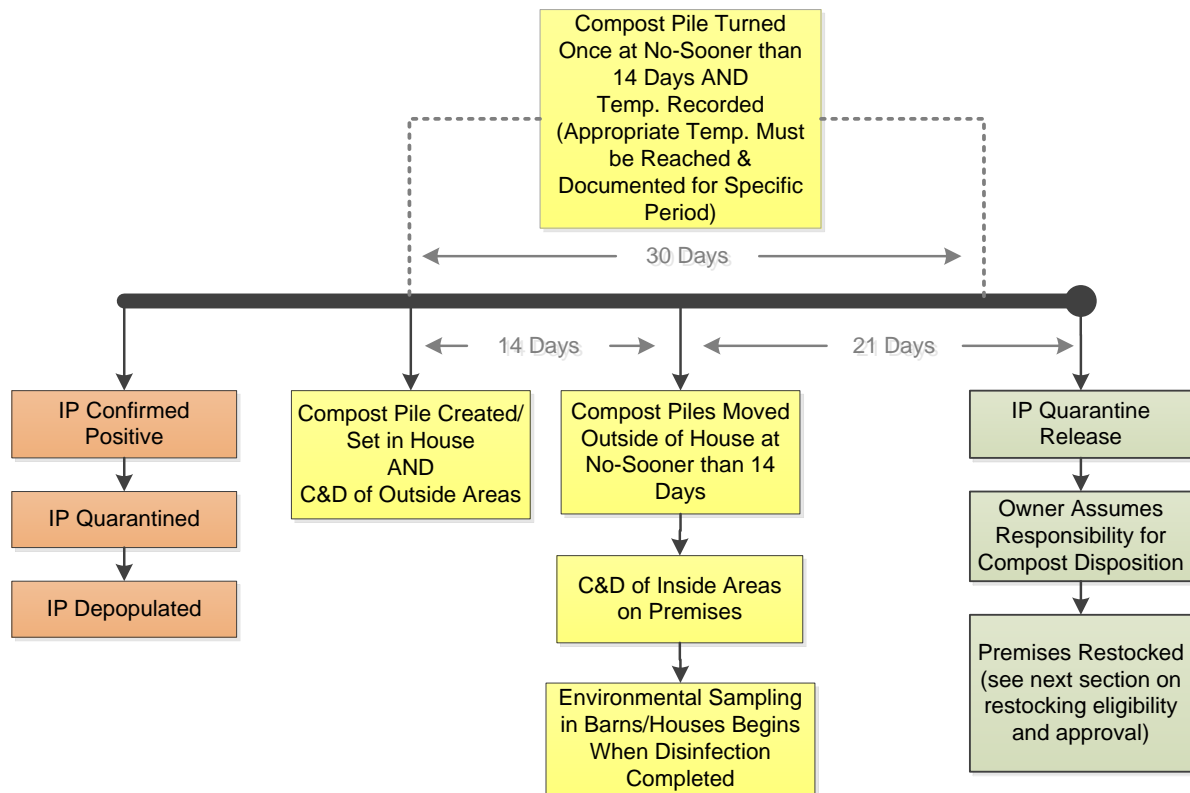 Compost Pile Turned
Once at No-Sooner than
14 Days AND
Temp. Recorded
(Appropriate Temp. Must
be Reached &
Documented for Specific
Period)
30 Days
14 Days
21 Days
IP Confirmed
Positive
IP Quarantined
IP Depopulated
Compost Pile Created/
Set in House
AND
C&D of Outside Areas
Compost Piles Moved
Outside of House at
No-Sooner than 14
Days
C&D of Inside Areas
on Premises
Environmental Sampling
in Barns/Houses Begins
When Disinfection
Completed
IP Quarantine
Release
Owner Assumes
Responsibility for
Compost Disposition
Premises Restocked
(see next section on
restocking eligibility
and approval)